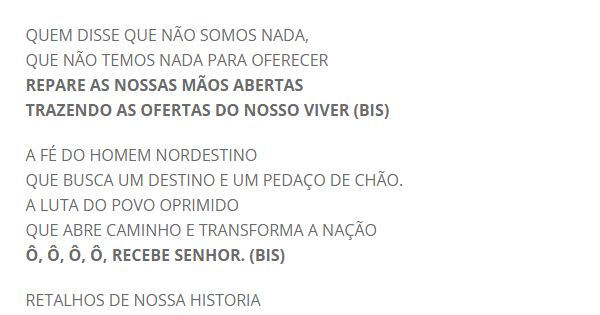 QUEM DISSE QUE NÃO SOMOS NADA,
QUE NÃO TEMOS NADA PARA OFERECER
REPARE AS NOSSAS MÃOS ABERTAS
TRAZENDO AS OFERTAS DO NOSSO VIVER (BIS)
A FÉ DO HOMEM NORDESTINO
QUE BUSCA UM DESTINO E UM PEDAÇO DE CHÃO.
A LUTA DO POVO OPRIMIDO
QUE ABRE CAMINHO E TRANSFORMA A NAÇÃO
Ô, Ô, Ô, Ô, RECEBE SENHOR. (BIS)
RETALHOS DE NOSSA HISTORIA